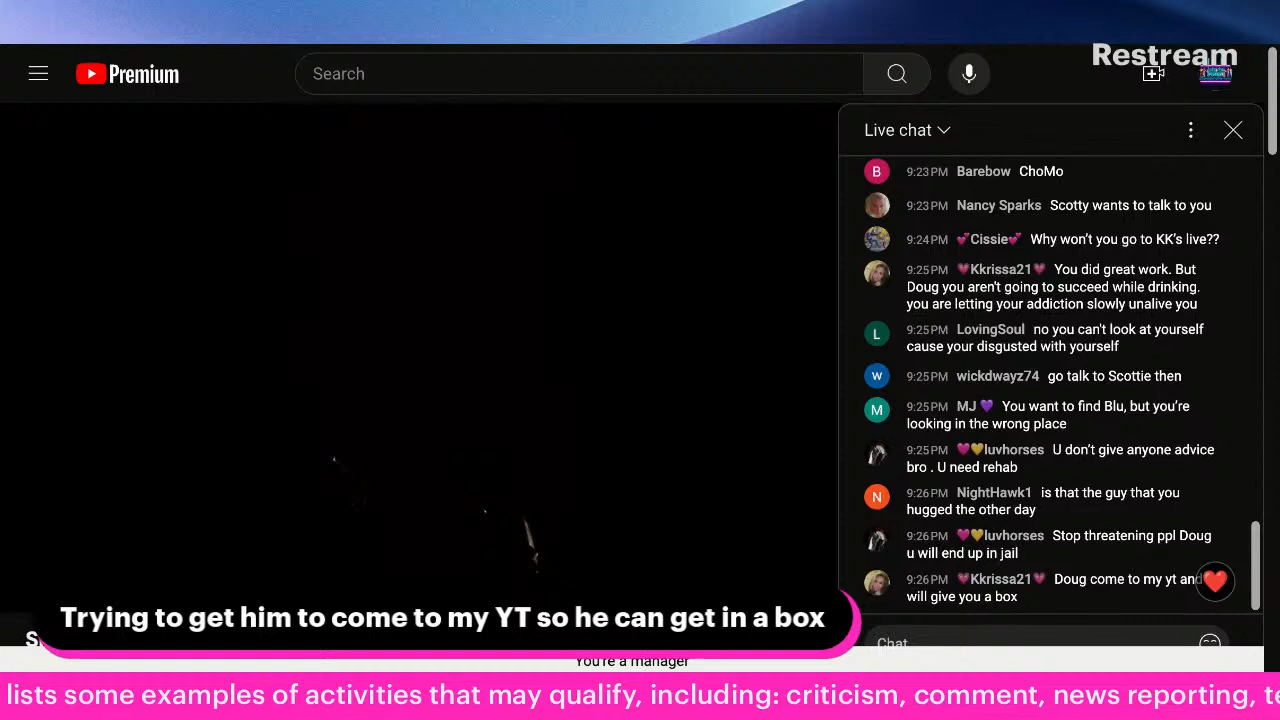 Restream
Premium
Search
Live chat
B 9:23 PM Barebow ChoMo
9:23 PM Nancy Sparks Scotty wants to talk to you
9:24 PM 💕Cissie💕 Why won’t you go to KK’s live??
9:25 PM 💗Kkrissa21💗 You did great work. But
Doug you aren't going to succeed while drinking.
you are letting your addiction slowly unalive you
L 9:25 PM LovingSoul no you can't look at yourself
cause your disgusted with yourself
w 9:25 PM wickdwayz74 go talk to Scottie then
M 9:25 PM MJ 💜 You want to find Blu, but you’re
looking in the wrong place
9:25 PM 💗💛luvhorses U don’t give anyone advice
bro . U need rehab
N 9:26 PM NightHawk1 is that the guy that you
hugged the other day
9:26 PM 💗💛luvhorses Stop threatening ppl Doug
u will end up in jail
9:26 PM 💗Kkrissa21💗 Doug come to my yt and
will give you a box
Trying to get him to come to my YT so he can get in a box
Chat
You're a manager
lists some examples of activities that may qualify, including: criticism, comment, news reporting,